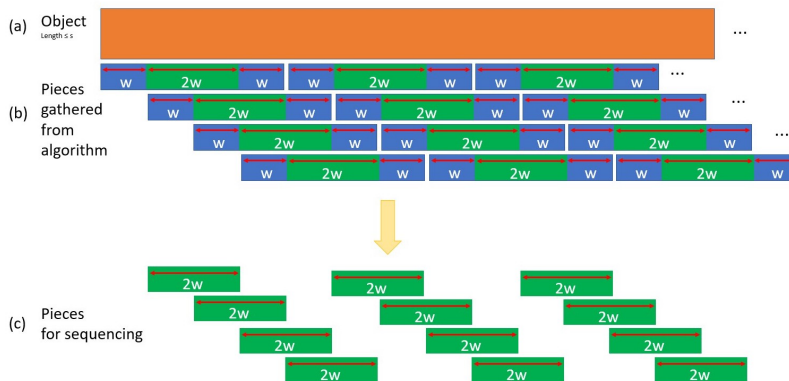 (a) Object
Length ≤ s
...
w 2w w w 2w w w 2w w ...
(b) Pieces
gathered
from
algorithm
w 2w w w 2w w w 2w w ...
w 2w w w 2w w w 2w w ...
w 2w w w 2w w w 2w w
2w 2w 2w
2w 2w 2w
(c) Pieces
for sequencing
2w 2w 2w
2w 2w 2w